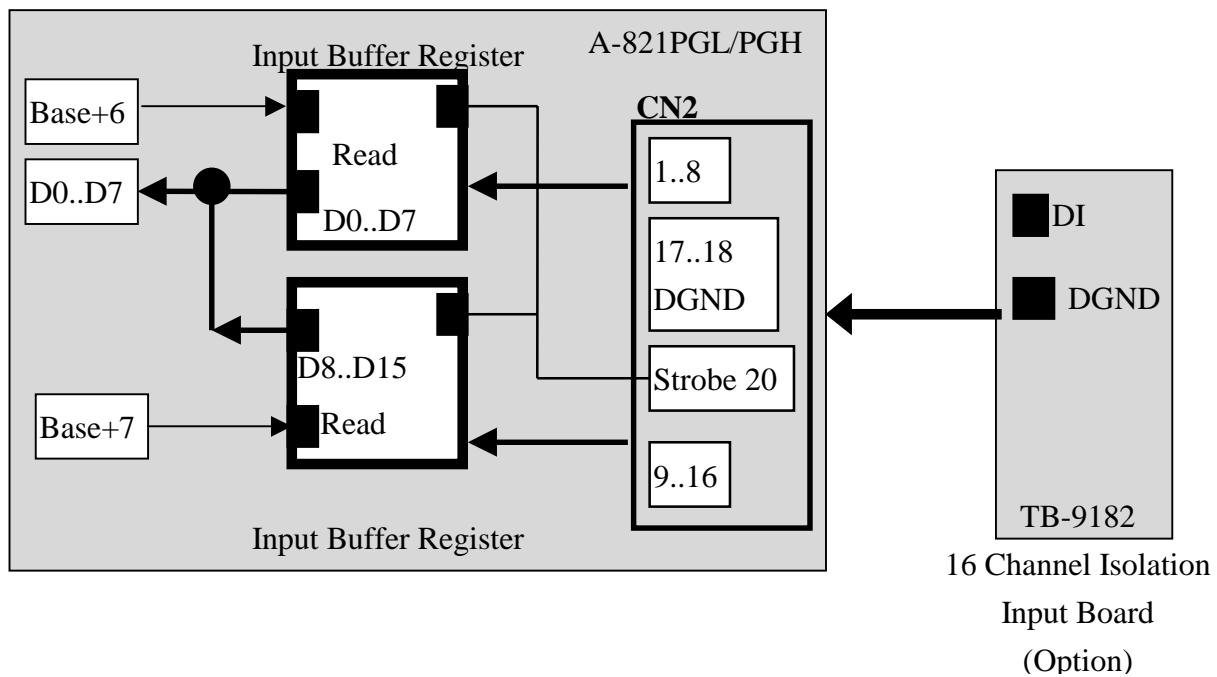 A-821PGL/PGH
Input Buffer Register
Base+6
Read
D0..D7
D0..D7
CN2
1..8
17..18
DGND
Strobe 20
9..16
D8..D15
Read
Base+7
Input Buffer Register
DI
DGND
TB-9182
16 Channel Isolation
Input Board
(Option)